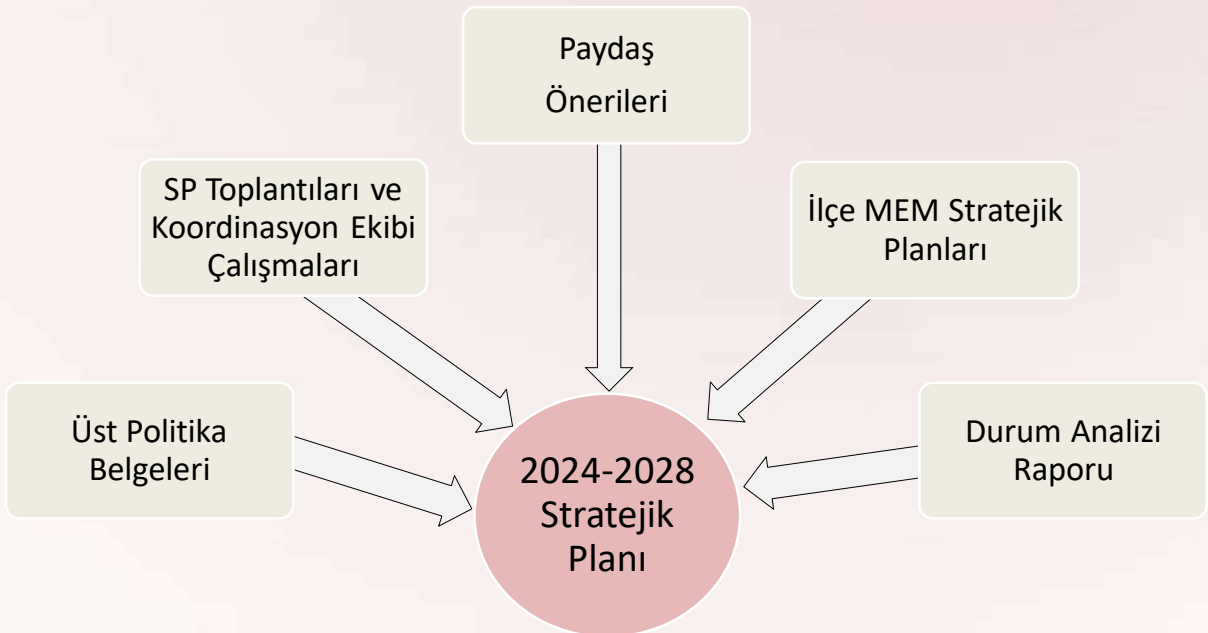 Paydaş
Önerileri
SP Toplantıları ve
Koordinasyon Ekibi
Çalışmaları
İlçe MEM Stratejik
Planları
Üst Politika
Belgeleri
Durum Analizi
Raporu
2024-2028
Stratejik
Planı